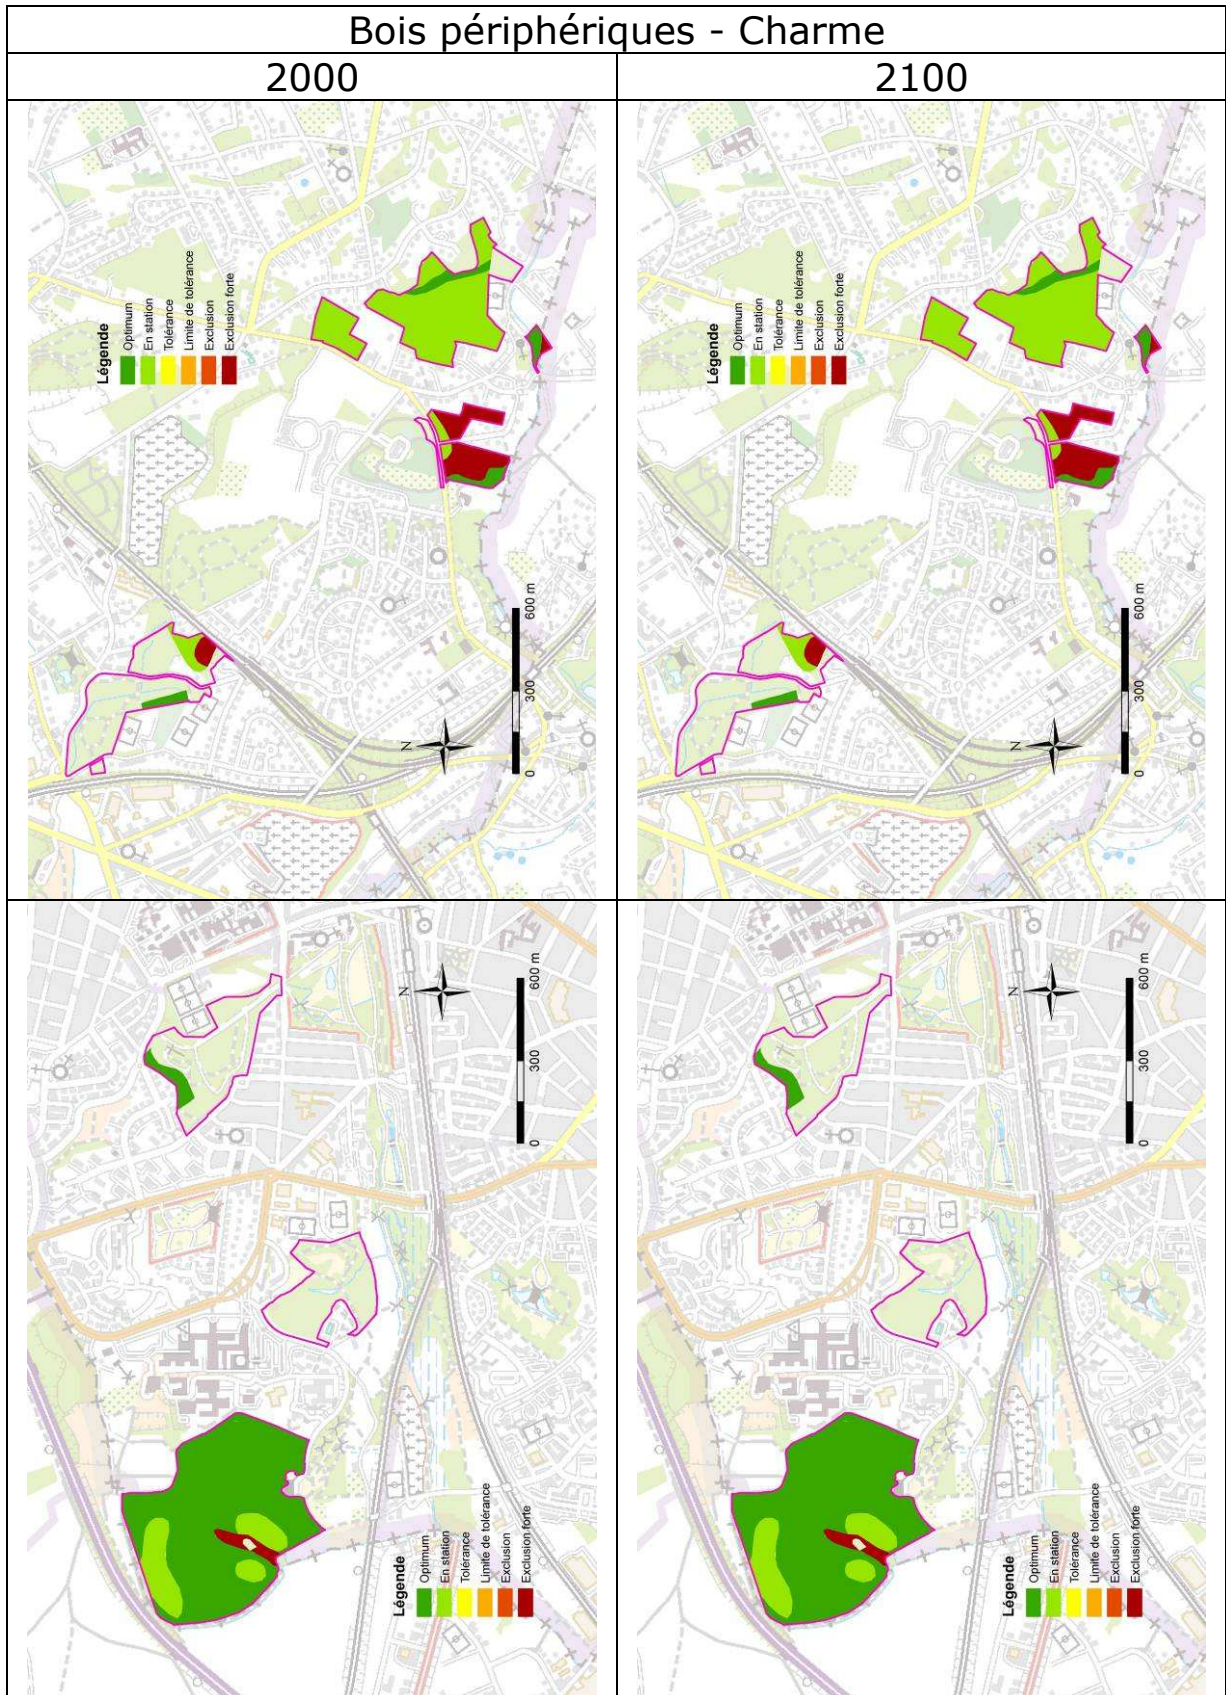 Bois périphériques - Charme
2000
2100
Légende
Optimum
En station
Tolérance
Limite de tolérance
Exclusion
Exclusion forte
N
0 300 600 m
Légende
Optimum
En station
Tolérance
Limite de tolérance
Exclusion
Exclusion forte
N
0 300 600 m
N
0 300 600 m
Légende
Optimum
En station
Tolérance
Limite de tolérance
Exclusion
Exclusion forte
N
0 300 600 m
Légende
Optimum
En station
Tolérance
Limite de tolérance
Exclusion
Exclusion forte